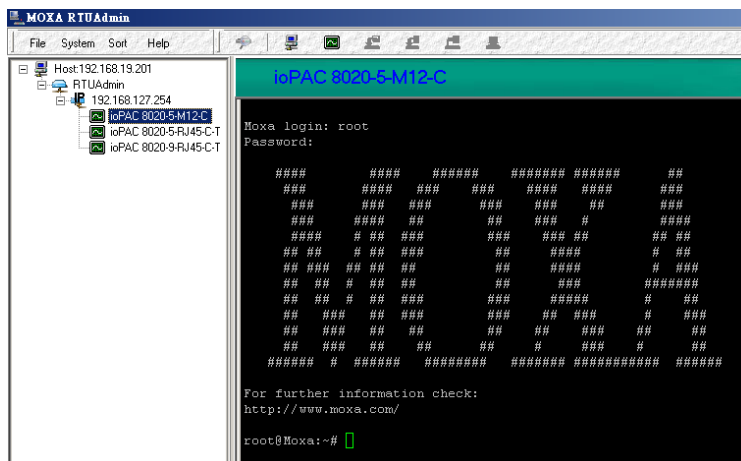 MOXA RTUAdmin
File System Sort Help
Host:192.168.19.201
RTUAdmin
192.168.127.254
ioPAC 8020-5-M12-C
ioPAC 8020-5-RJ45-C-T
ioPAC 8020-9-RJ45-C-T
ioPAC 8020-5-M12-C
Moxa login: root
Password:
MOXA
For further information check:
http://www.moxa.com/
root@Moxa:~#